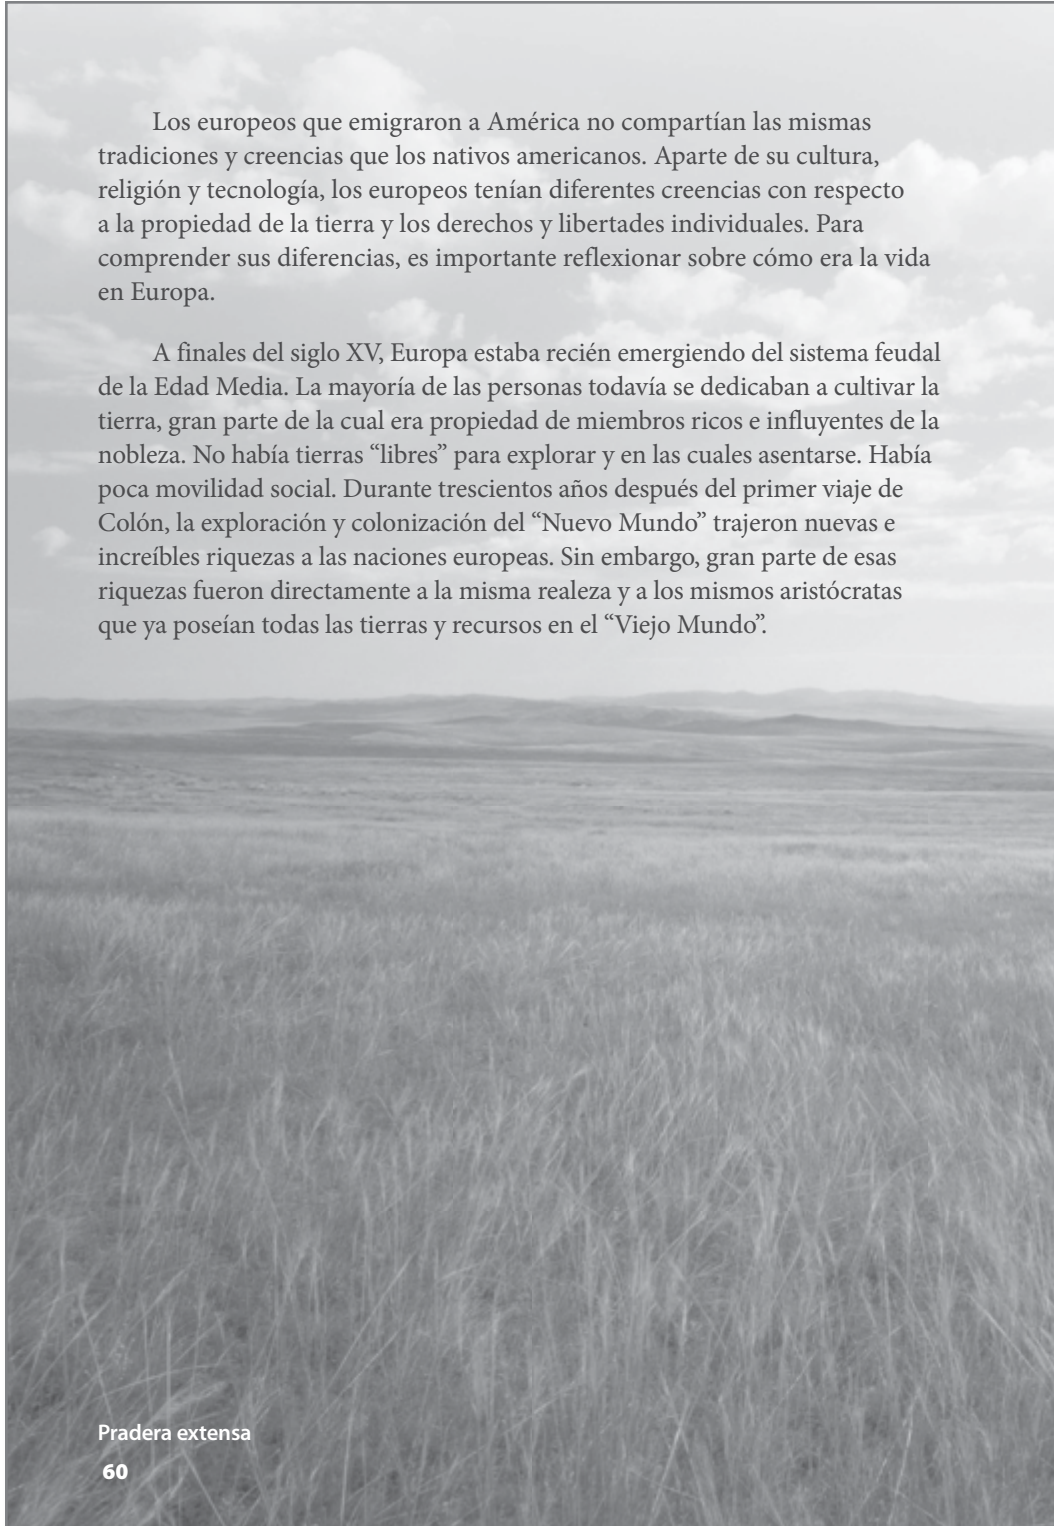 Los europeos que emigraron a América no compartían las mismas
tradiciones y creencias que los nativos americanos. Aparte de su cultura,
religión y tecnología, los europeos tenían diferentes creencias con respecto
a la propiedad de la tierra y los derechos y libertades individuales. Para
comprender sus diferencias, es importante reflexionar sobre cómo era la vida
en Europa.
A finales del siglo XV, Europa estaba recién emergiendo del sistema feudal
de la Edad Media. La mayoría de las personas todavía se dedicaban a cultivar la
tierra, gran parte de la cual era propiedad de miembros ricos e influyentes de la
nobleza. No había tierras “libres” para explorar y en las cuales asentarse. Había
poca movilidad social. Durante trescientos años después del primer viaje de
Colón, la exploración y colonización del “Nuevo Mundo” trajeron nuevas e
increíbles riquezas a las naciones europeas. Sin embargo, gran parte de esas
riquezas fueron directamente a la misma realeza y a los mismos aristócratas
que ya poseían todas las tierras y recursos en el “Viejo Mundo”.
Pradera extensa
60